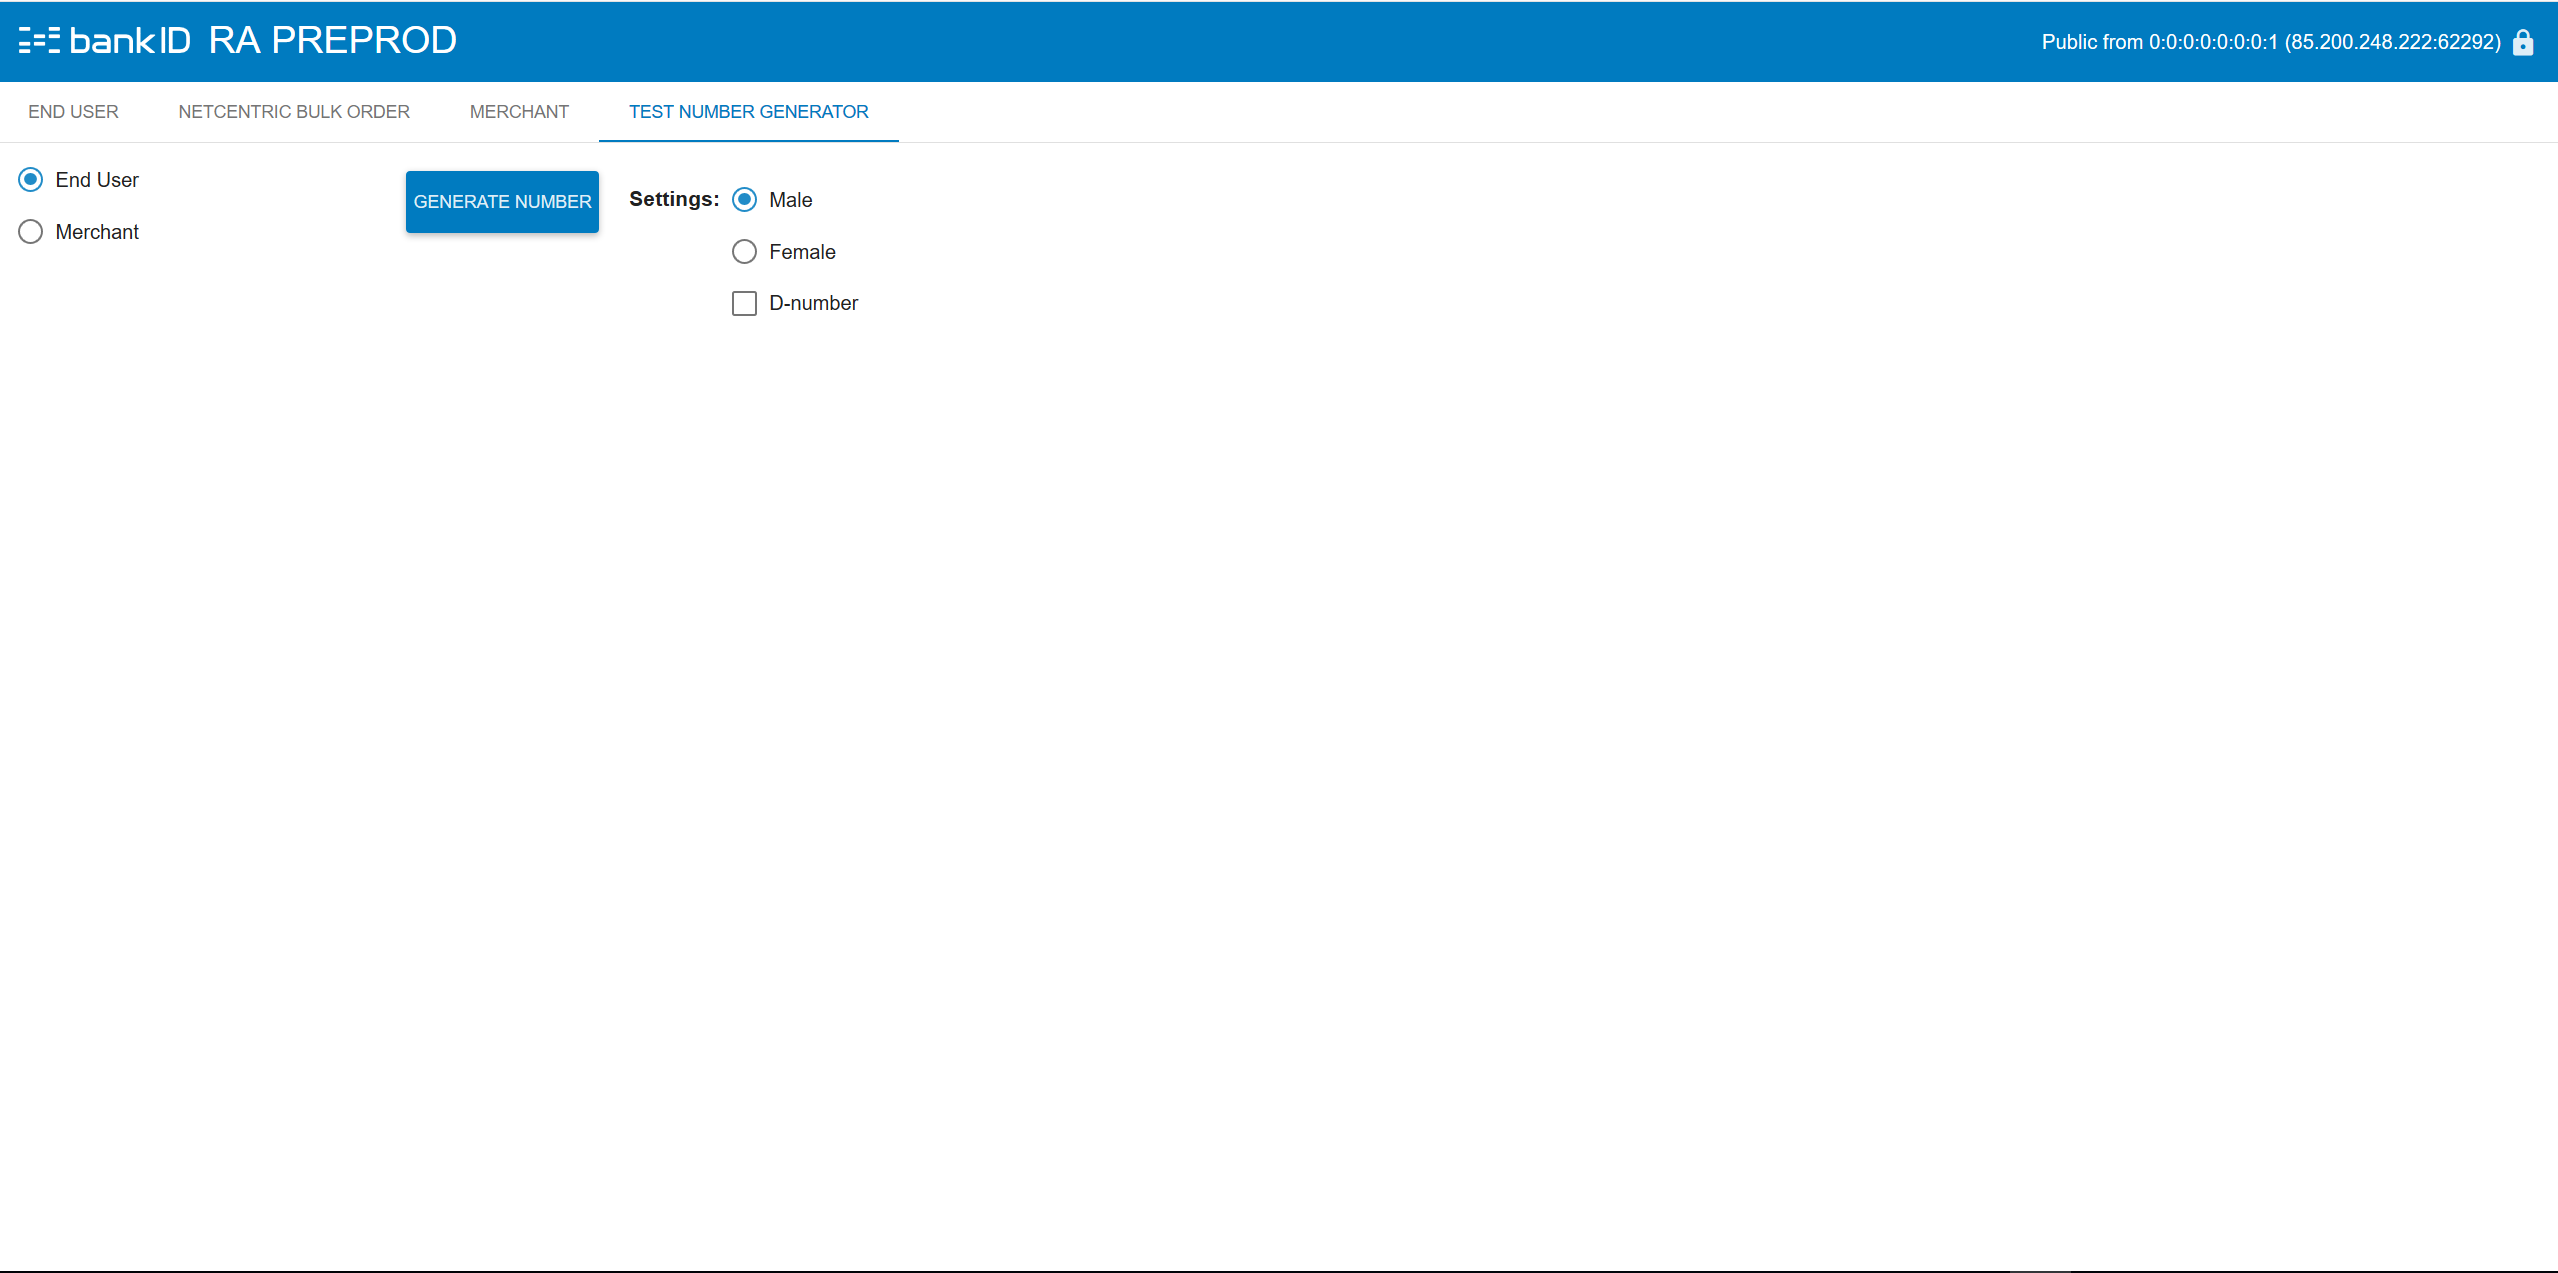 bankID RA PREPROD
Public from 0:0:0:0:0:0:0:1 (85.200.248.222:62292)
END USER
NETCENTRIC BULK ORDER
MERCHANT
TEST NUMBER GENERATOR
End User
Merchant
GENERATE NUMBER
Settings:
Male
Female
D-number